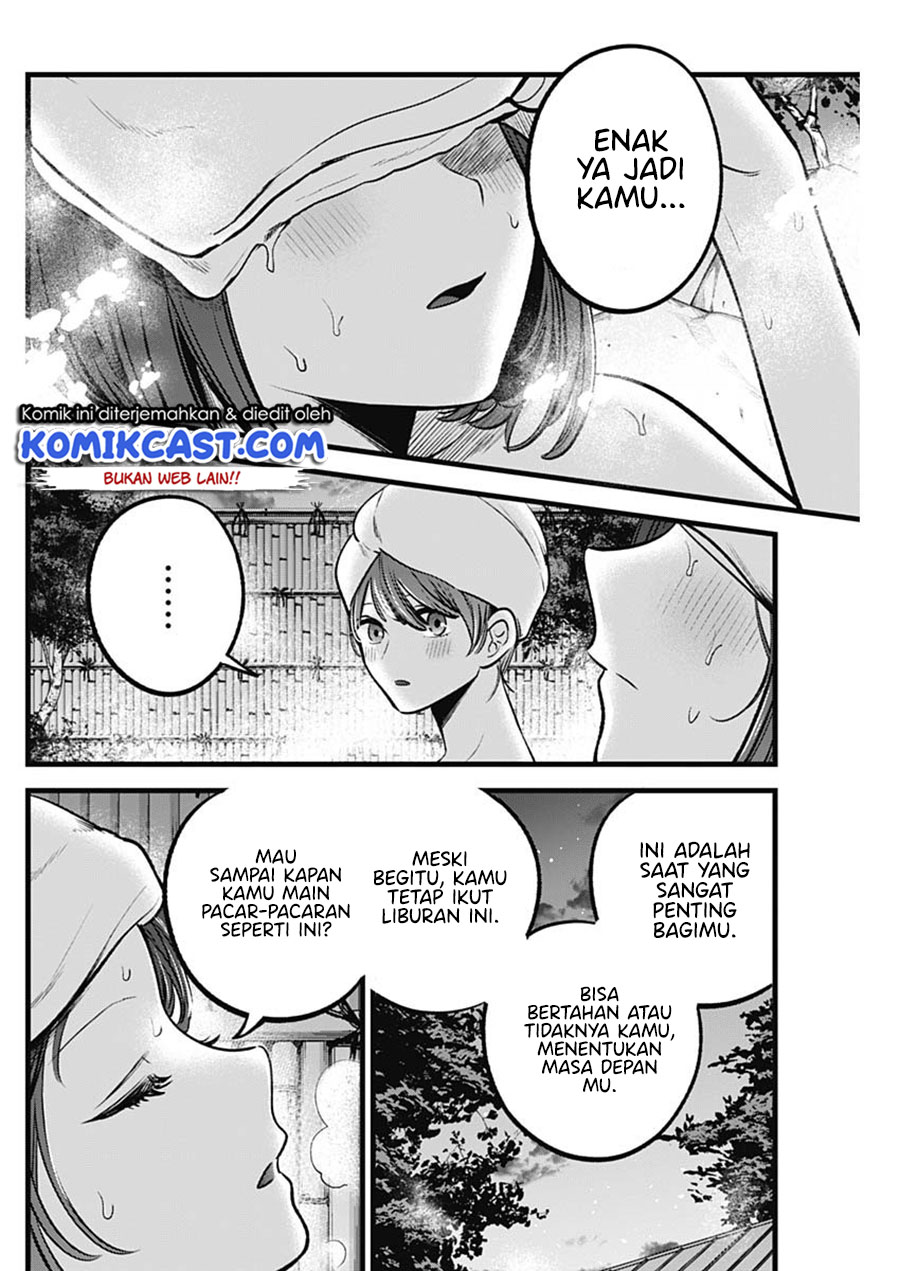 ENAK
YA JADI
KAMU...
Komik ini diterjemahkan & diedit oleh
KOMIKCAST.COM
BUKAN WEB LAIN!!
......
INI ADALAH
SAAT YANG
SANGAT
PENTING
BAGIMU.
BISA
BERTAHAN ATAU
TIDAKNYA KAMU,
MENENTUKAN
MASA DEPAN
MU.
MESKI
BEGITU, KAMU
TETAP IKUT
LIBURAN INI.
MAU
SAMPAI KAPAN
KAMU MAIN
PACAR-PACARAN
SEPERTI INI?